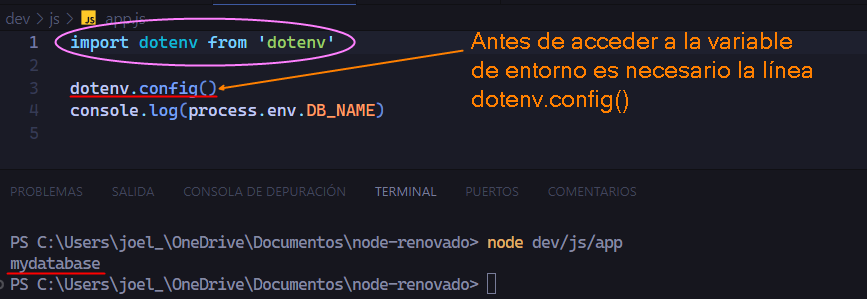 dev > js > JS app.js
1 import dotenv from 'dotenv'
2
3 dotenv.config()
4 console.log(process.env.DB_NAME)
5
Antes de acceder a la variable
de entorno es necesario la línea
dotenv.config()
PROBLEMAS SALIDA CONSOLA DE DEPURACIÓN TERMINAL PUERTOS COMENTARIOS
PS C:\Users\joel_\OneDrive\Documentos\node-renovado> node dev/js/app
mydatabase
PS C:\Users\joel_\OneDrive\Documentos\node-renovado>